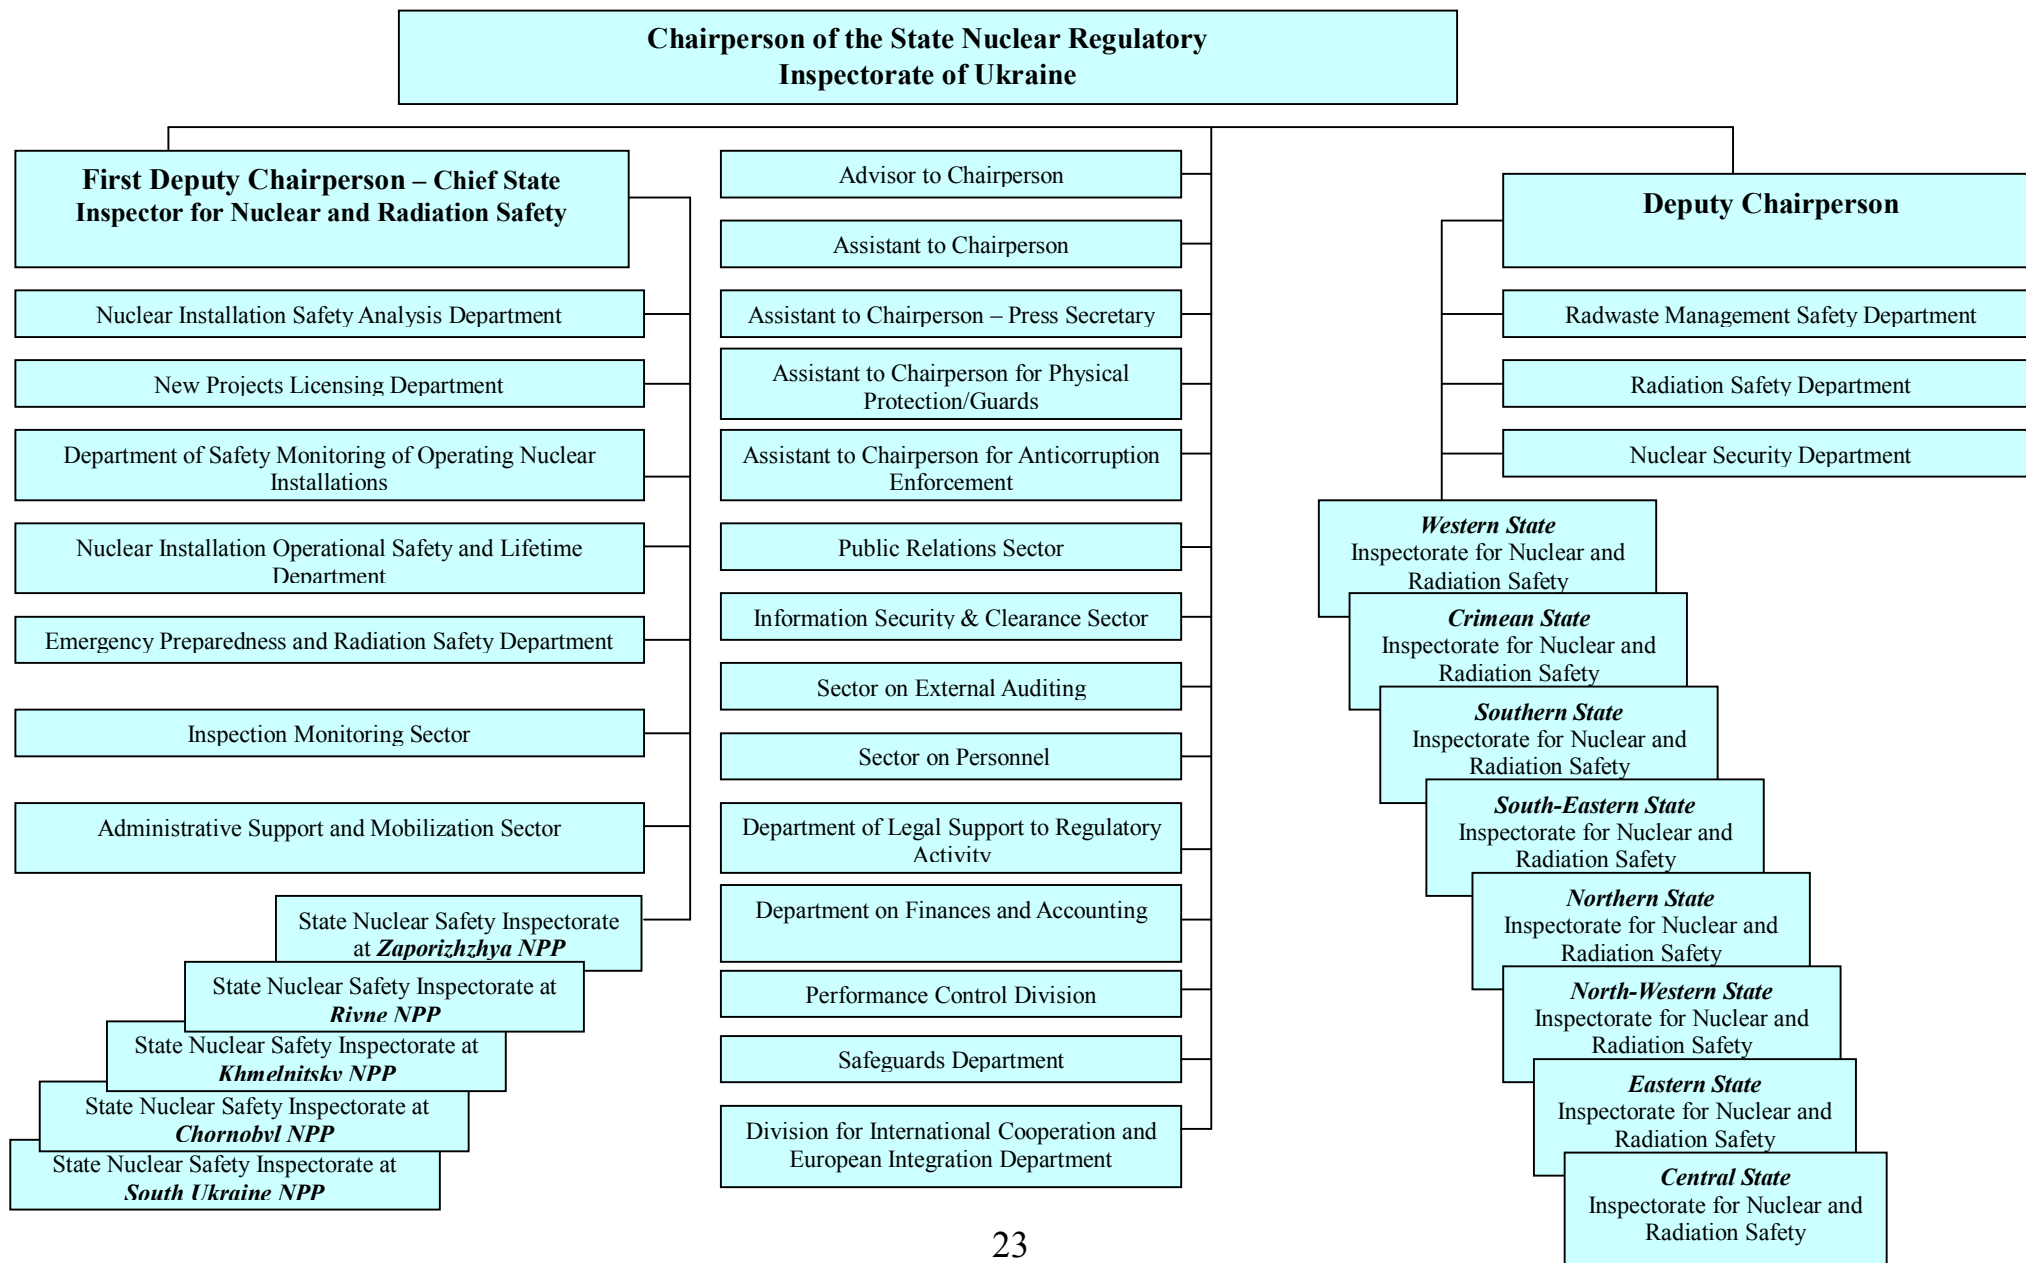 Chairperson of the State Nuclear Regulatory
Inspectorate of Ukraine
First Deputy Chairperson – Chief State
Inspector for Nuclear and Radiation Safety
Nuclear Installation Safety Analysis Department
New Projects Licensing Department
Department of Safety Monitoring of Operating Nuclear
Installations
Nuclear Installation Operational Safety and Lifetime
Department
Emergency Preparedness and Radiation Safety Department
Inspection Monitoring Sector
Administrative Support and Mobilization Sector
State Nuclear Safety Inspectorate
at Zaporizhzhya NPP
State Nuclear Safety Inspectorate at
Rivne NPP
State Nuclear Safety Inspectorate at
Khmelnitsky NPP
State Nuclear Safety Inspectorate at
Chornobyl NPP
State Nuclear Safety Inspectorate at
South Ukraine NPP
Advisor to Chairperson
Assistant to Chairperson
Assistant to Chairperson – Press Secretary
Assistant to Chairperson for Physical
Protection/Guards
Assistant to Chairperson for Anticorruption
Enforcement
Public Relations Sector
Information Security & Clearance Sector
Sector on External Auditing
Sector on Personnel
Department of Legal Support to Regulatory
Activity
Department on Finances and Accounting
Performance Control Division
Safeguards Department
Division for International Cooperation and
European Integration Department
Deputy Chairperson
Radwaste Management Safety Department
Radiation Safety Department
Nuclear Security Department
Western State
Inspectorate for Nuclear and
Radiation Safety
Crimean State
Inspectorate for Nuclear and
Radiation Safety
Southern State
Inspectorate for Nuclear and
Radiation Safety
South-Eastern State
Inspectorate for Nuclear and
Radiation Safety
Northern State
Inspectorate for Nuclear and
Radiation Safety
North-Western State
Inspectorate for Nuclear and
Radiation Safety
Eastern State
Inspectorate for Nuclear and
Radiation Safety
Central State
Inspectorate for Nuclear and
Radiation Safety
23